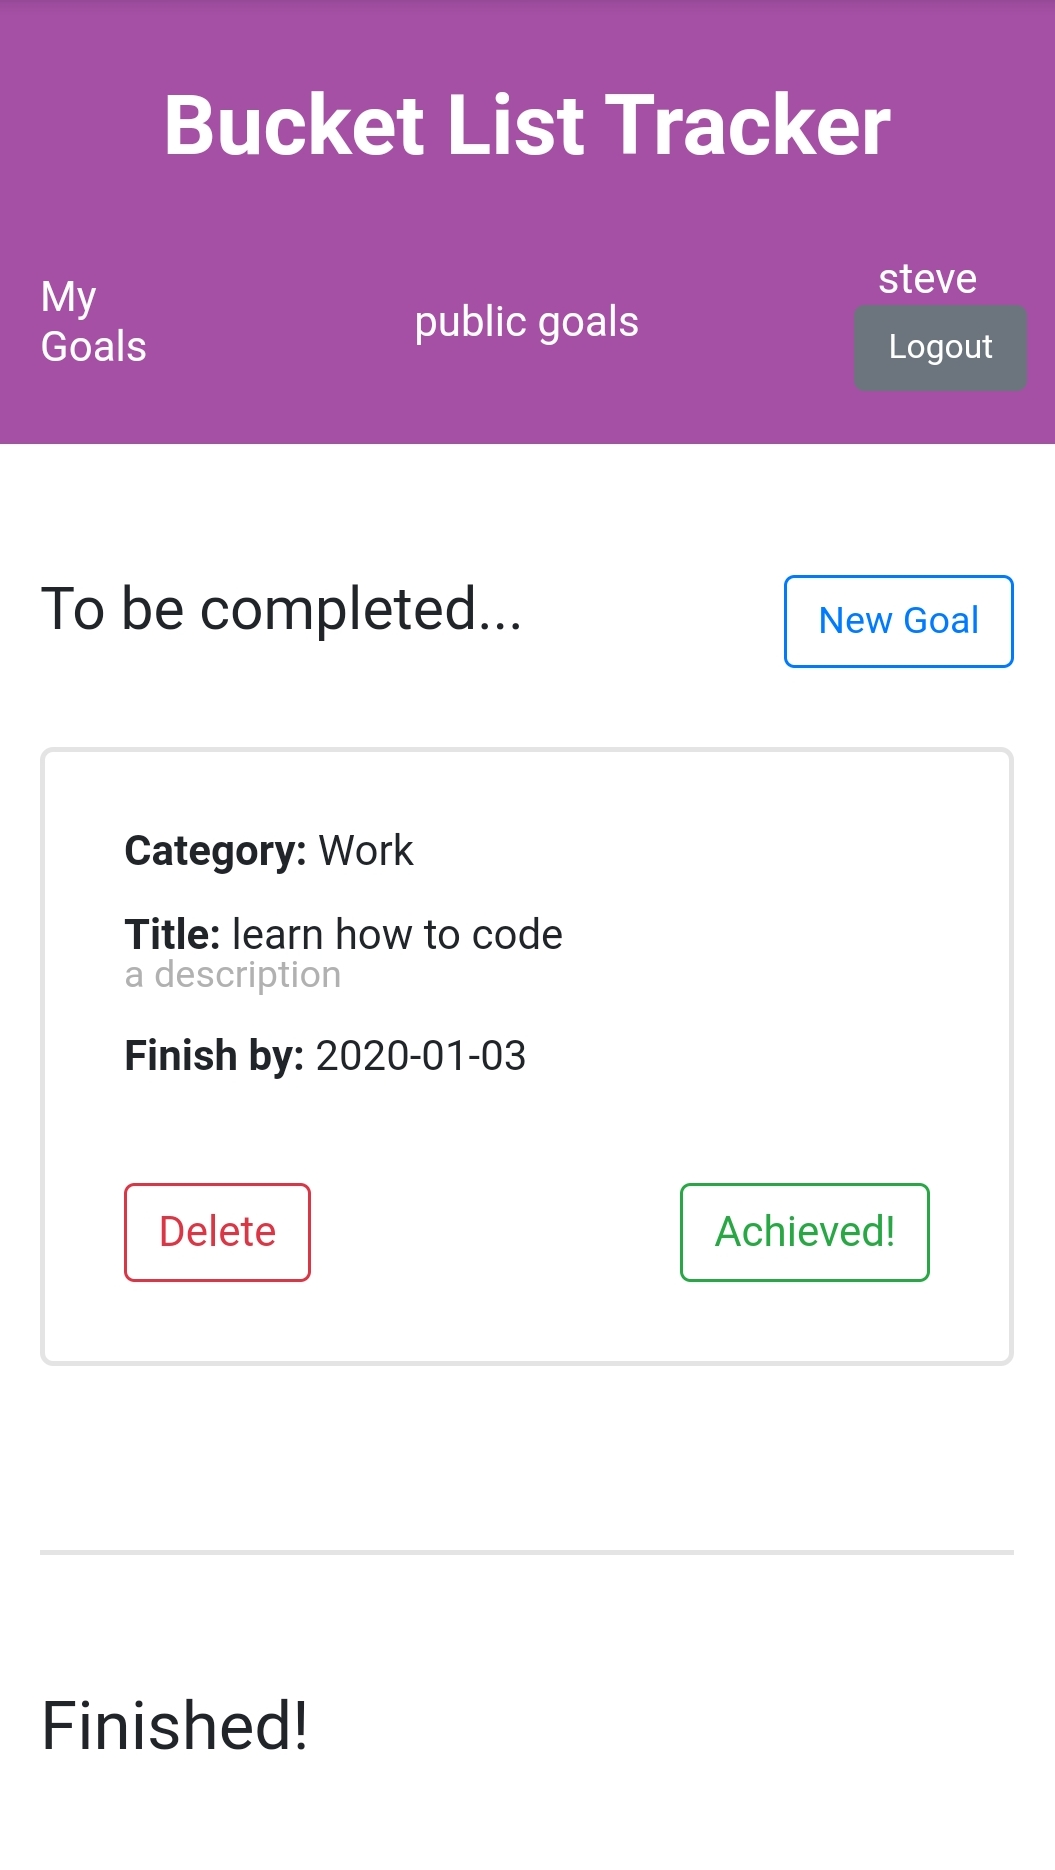 Bucket List Tracker
My
Goals
public goals
steve
Logout
To be completed...
New Goal
Category: Work
Title: learn how to code
a description
Finish by: 2020-01-03
Delete
Achieved!
Finished!